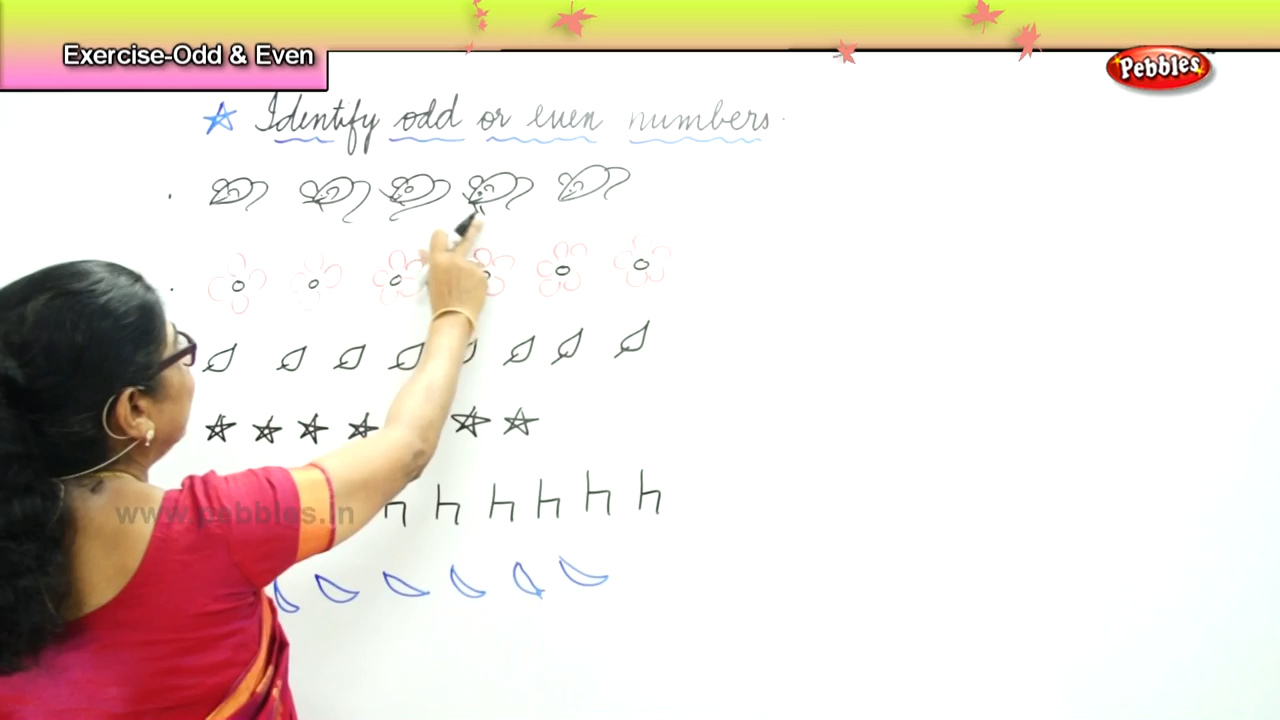 Exercise-Odd & Even
Pebbles
Identify odd or even numbers.
www.pebbles.in